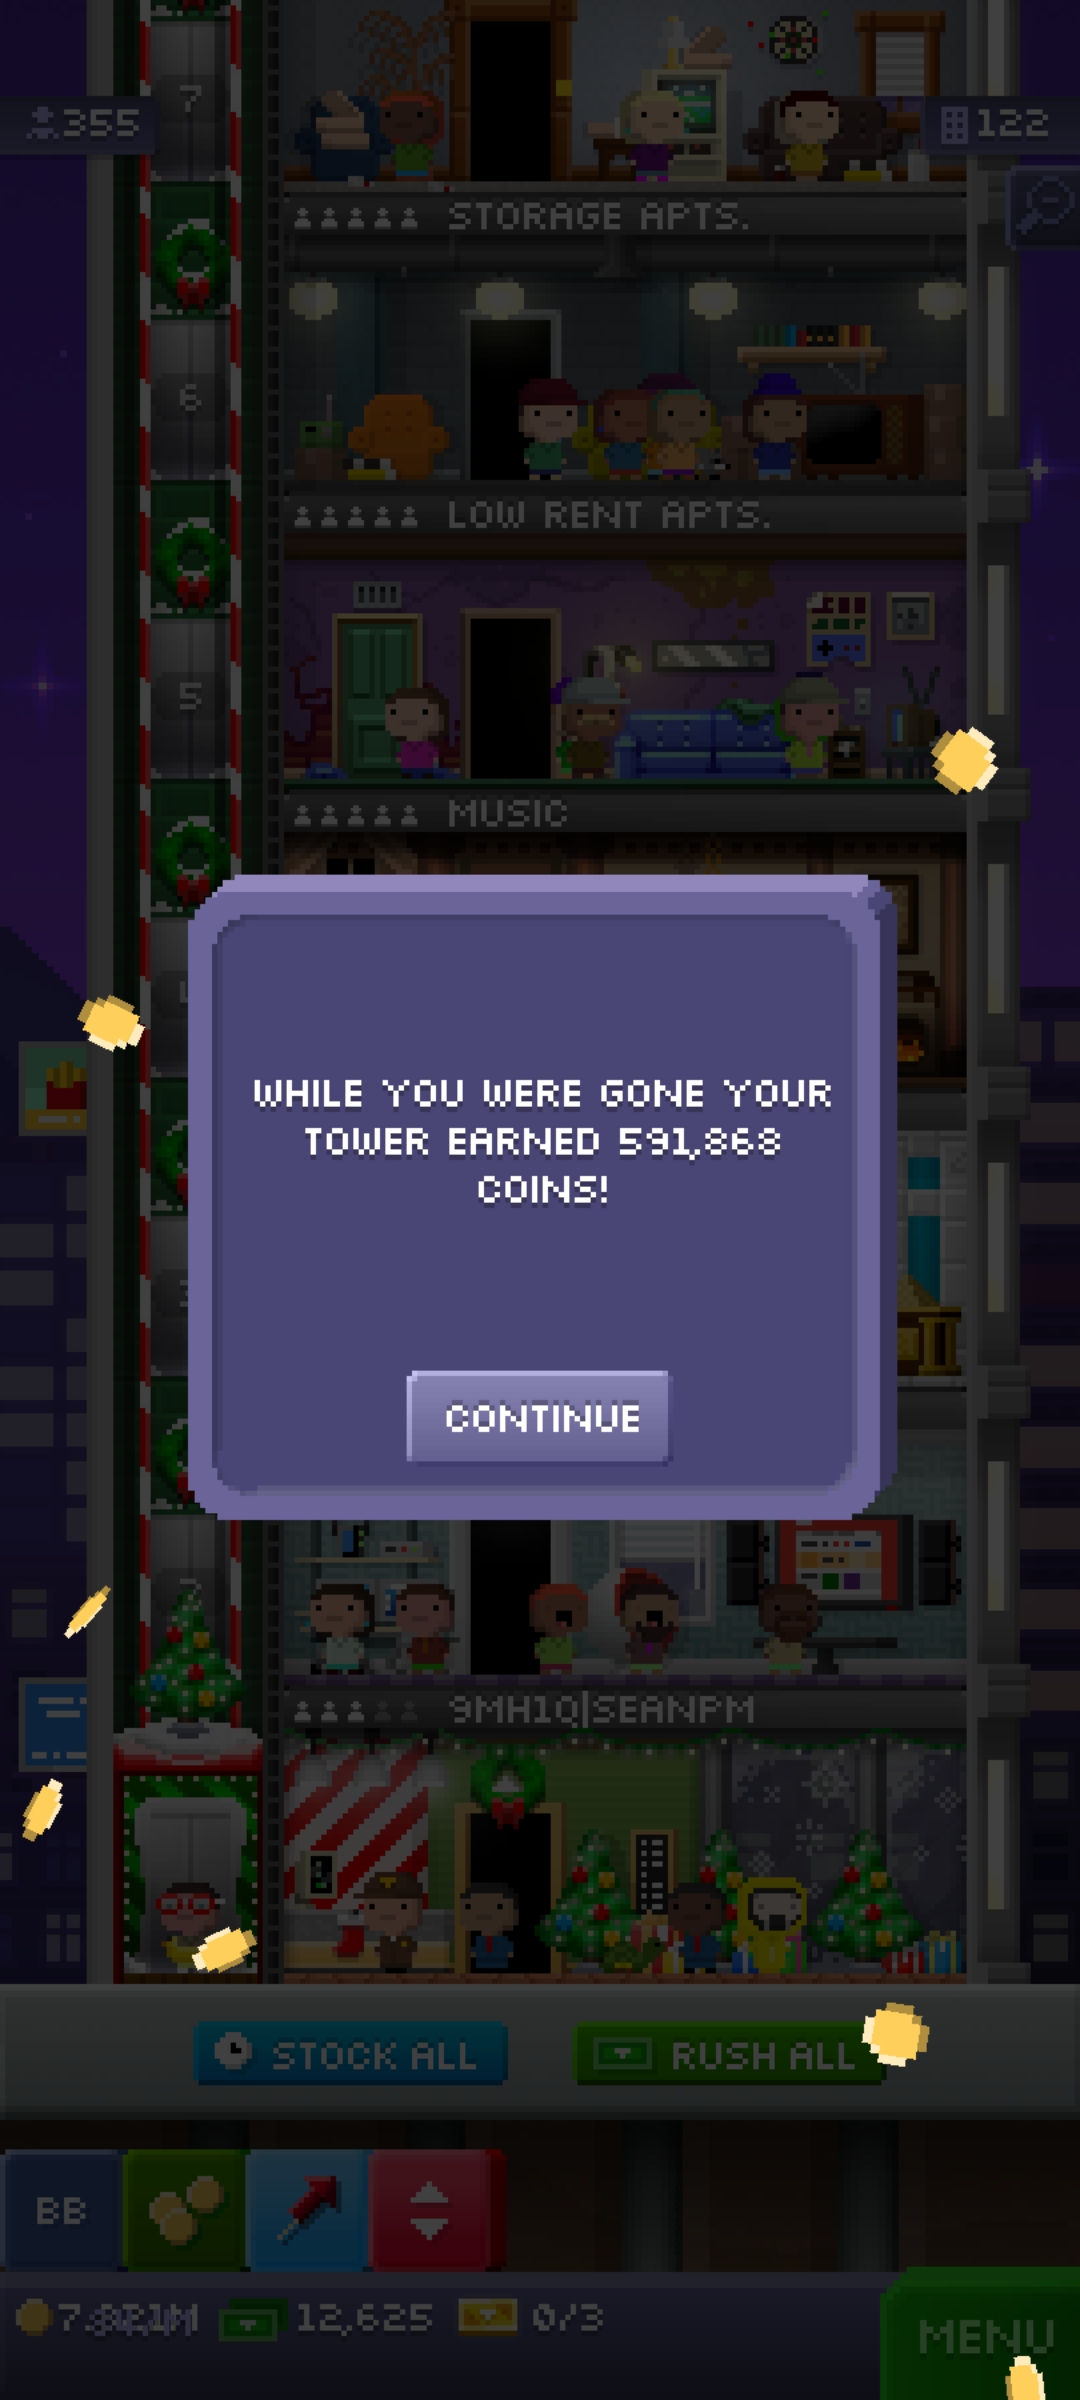 7
355
122
STORAGE APTS.
6
LOW RENT APTS.
5
MUSIC
WHILE YOU WERE GONE YOUR
TOWER EARNED 591,868
COINS!
CONTINUE
9MH1Q|SEANPM
STOCK ALL
RUSH ALL
BB
12,625
0/3
MENU